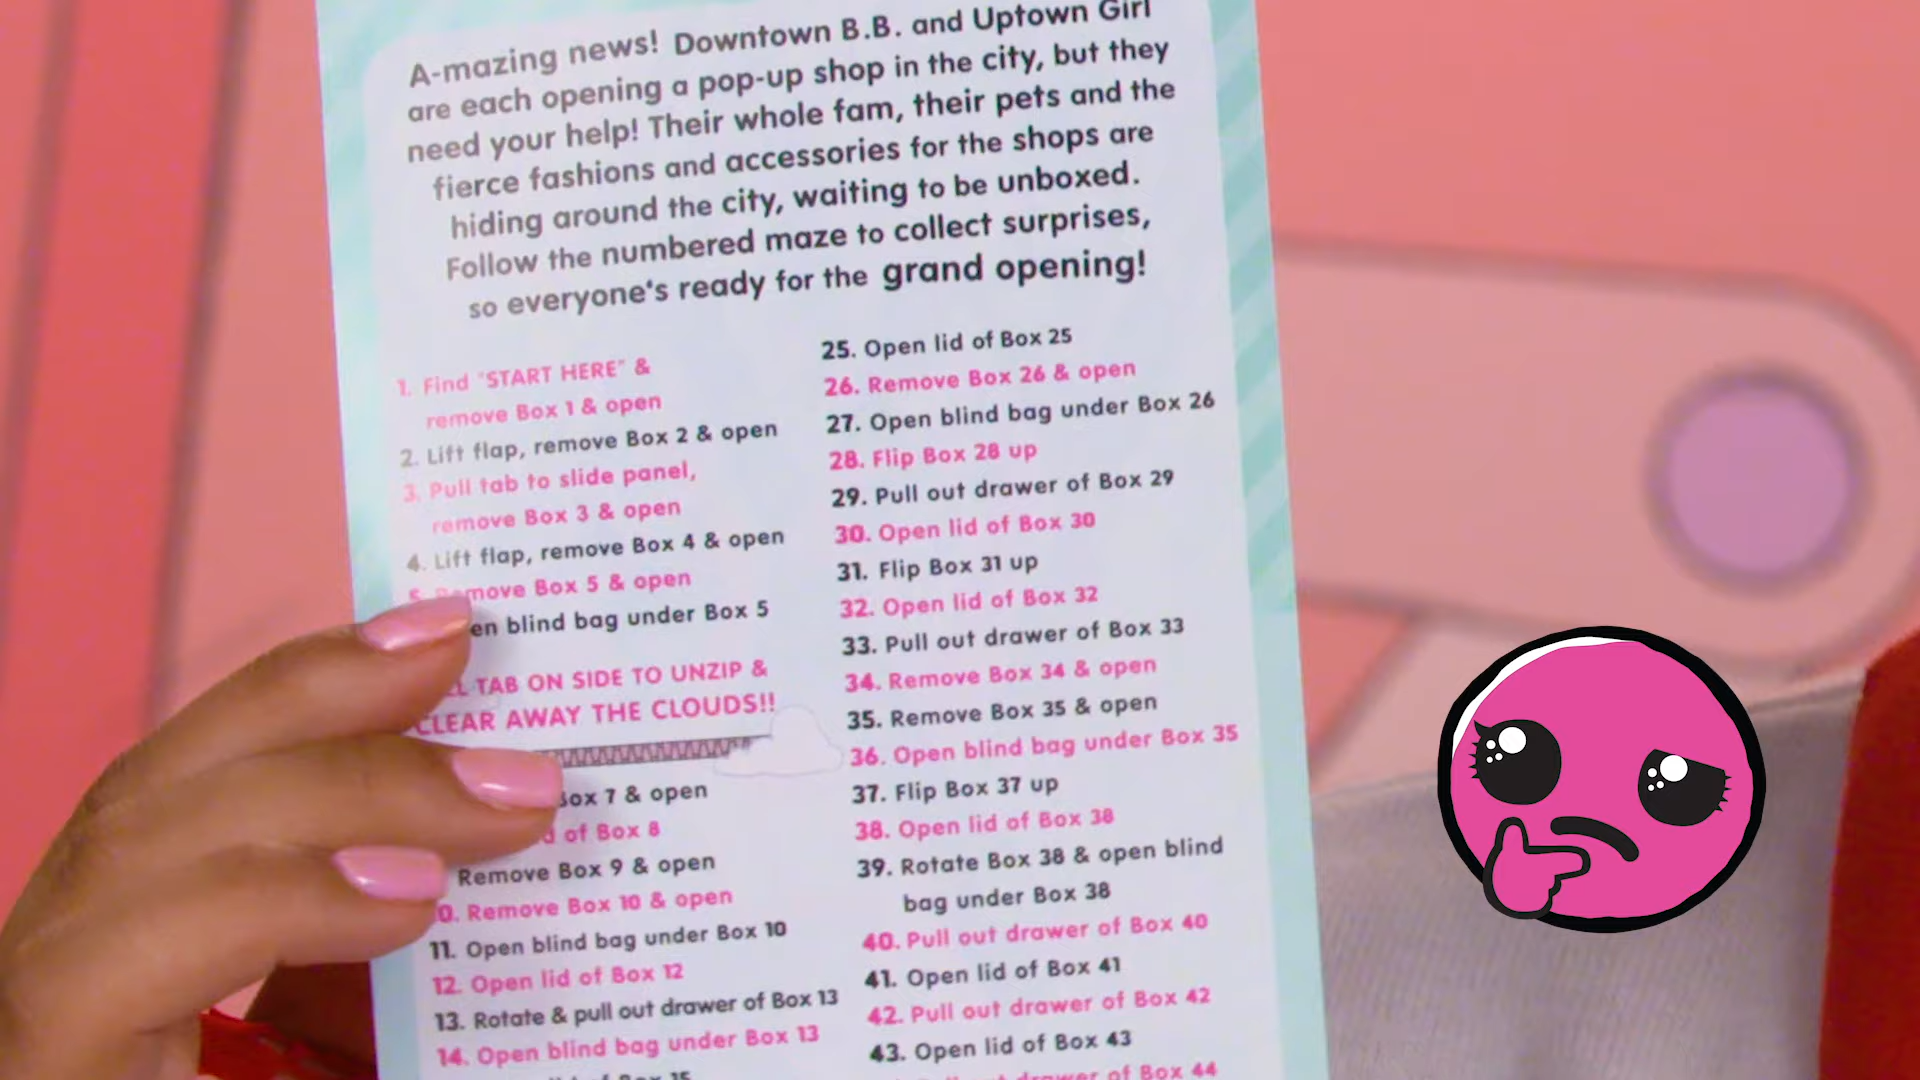 A-mazing news! Downtown B.B. and Uptown Girl
are each opening a pop-up shop in the city, but they
need your help! Their whole fam, their pets and the
fierce fashions and accessories for the shops are
hiding around the city, waiting to be unboxed.
Follow the numbered maze to collect surprises,
so everyone's ready for the grand opening!
1. Find "START HERE" &
remove Box 1 & open
2. Lift flap, remove Box 2 & open
3. Pull tab to slide panel,
remove Box 3 & open
4. Lift flap, remove Box 4 & open
5. Remove Box 5 & open
en blind bag under Box 5
TAB ON SIDE TO UNZIP &
CLEAR AWAY THE CLOUDS!!
Box 7 & open
of Box 8
Remove Box 9 & open
0. Remove Box 10 & open
11. Open blind bag under Box 10
12. Open lid of Box 12
13. Rotate & pull out drawer of Box 13
14. Open blind bag under Box 13
of Box 15
25. Open lid of Box 25
26. Remove Box 26 & open
27. Open blind bag under Box 26
28. Flip Box 28 up
29. Pull out drawer of Box 29
30. Open lid of Box 30
31. Flip Box 31 up
32. Open lid of Box 32
33. Pull out drawer of Box 33
34. Remove Box 34 & open
35. Remove Box 35 & open
36. Open blind bag under Box 35
37. Flip Box 37 up
38. Open lid of Box 38
39. Rotate Box 38 & open blind
bag under Box 38
40. Pull out drawer of Box 40
41. Open lid of Box 41
42. Pull out drawer of Box 42
43. Open lid of Box 43
out drawer of Box 44